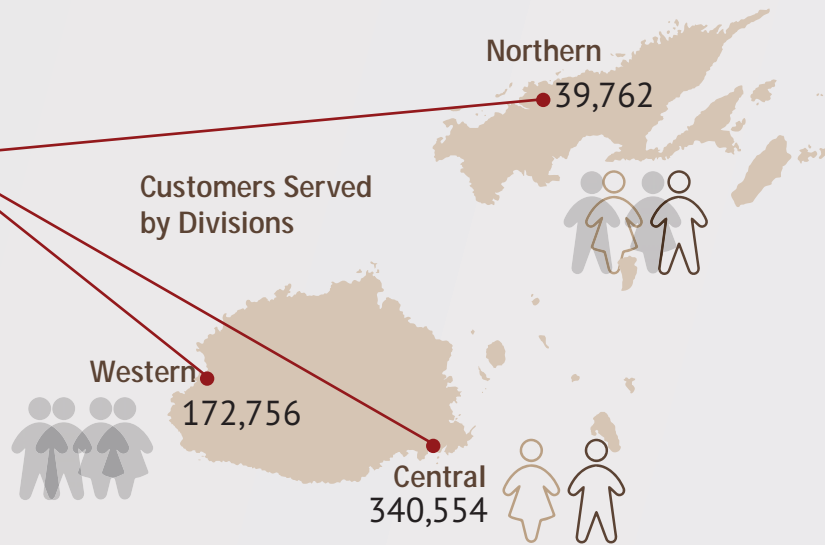 Northern
39,762
Customers Served
by Divisions
Western
172,756
Central
340,554